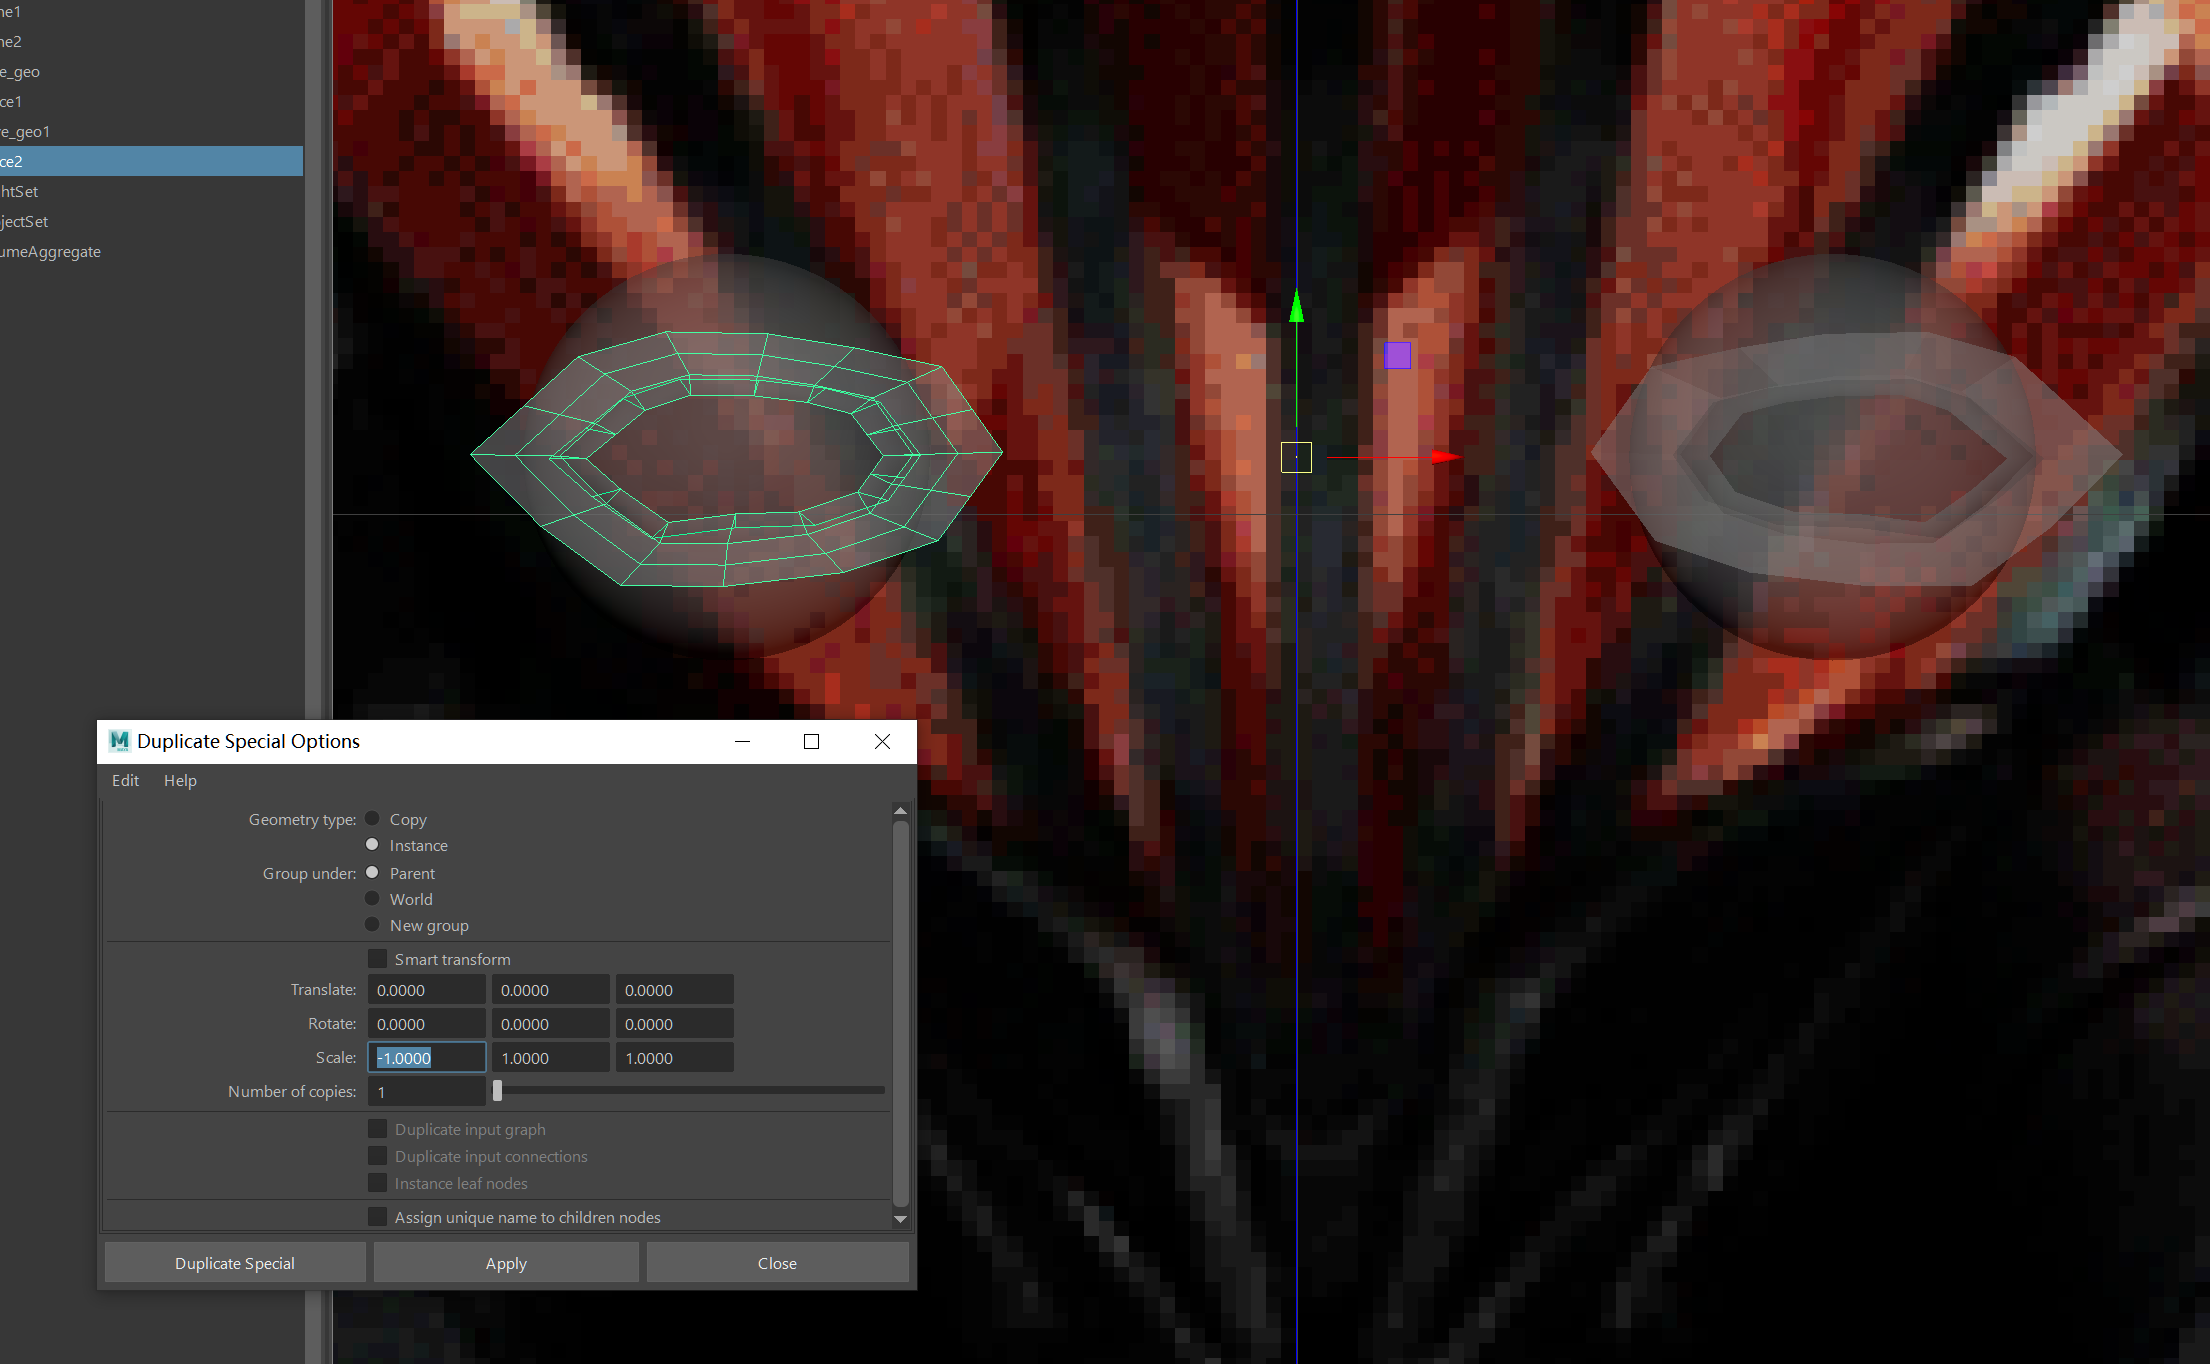 ne1
ne2
e_geo
ce1
e_geo1
ce2
htSet
jectSet
umeAggregate
M Duplicate Special Options
Edit Help
Geometry type: Copy
Instance
Group under: Parent
World
New group
Smart transform
Translate: 0.0000 0.0000 0.0000
Rotate: 0.0000 0.0000 0.0000
Scale: -1.0000 1.0000 1.0000
Number of copies: 1
Duplicate input graph
Duplicate input connections
Instance leaf nodes
Assign unique name to children nodes
Duplicate Special Apply Close